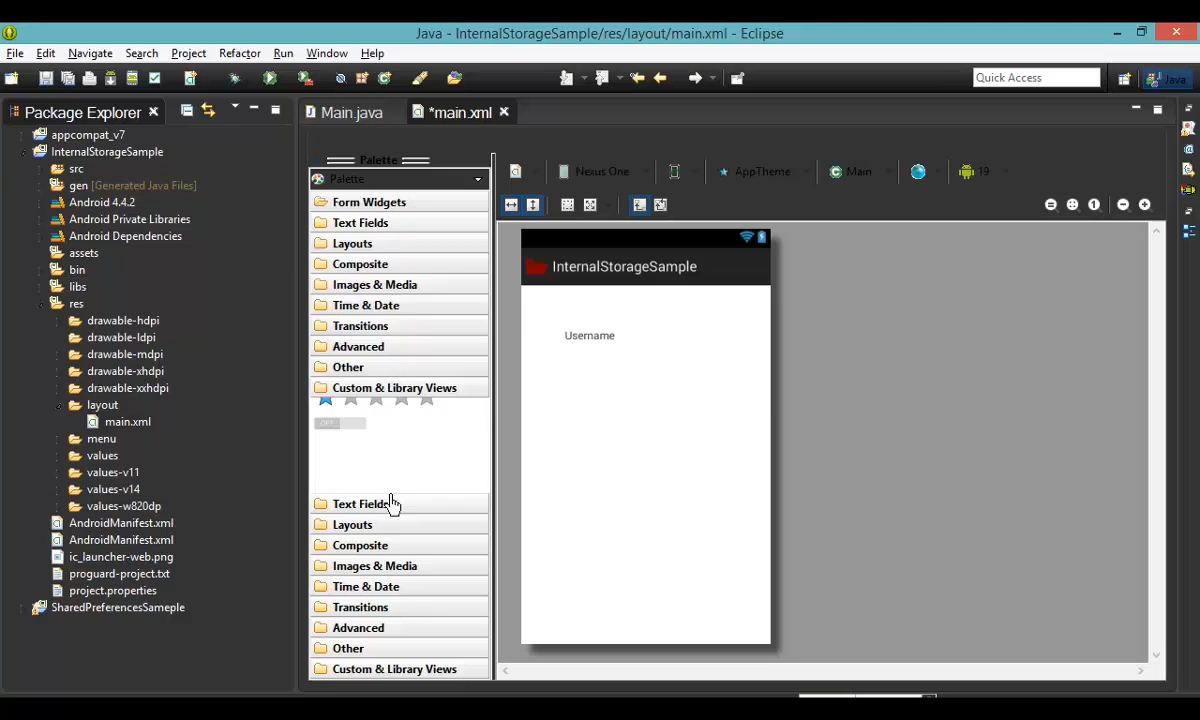 Java - InternalStorageSample/res/layout/main.xml - Eclipse
File Edit Navigate Search Project Refactor Run Window Help
Quick Access
Java
Package Explorer
Main.java
*main.xml
appcompat_v7
InternalStorageSample
src
gen [Generated Java Files]
Android 4.4.2
Android Private Libraries
Android Dependencies
assets
bin
libs
res
drawable-hdpi
drawable-ldpi
drawable-mdpi
drawable-xhdpi
drawable-xxhdpi
layout
main.xml
menu
values
values-v11
values-v14
values-w820dp
AndroidManifest.xml
AndroidManifest.xml
ic_launcher-web.png
proguard-project.txt
project.properties
SharedPreferencesSameple
Palette
Palette
Form Widgets
Text Fields
Layouts
Composite
Images & Media
Time & Date
Transitions
Advanced
Other
Custom & Library Views
OFF
Text Fields
Layouts
Composite
Images & Media
Time & Date
Transitions
Advanced
Other
Custom & Library Views
Nexus One
AppTheme
Main
19
1
InternalStorageSample
Username